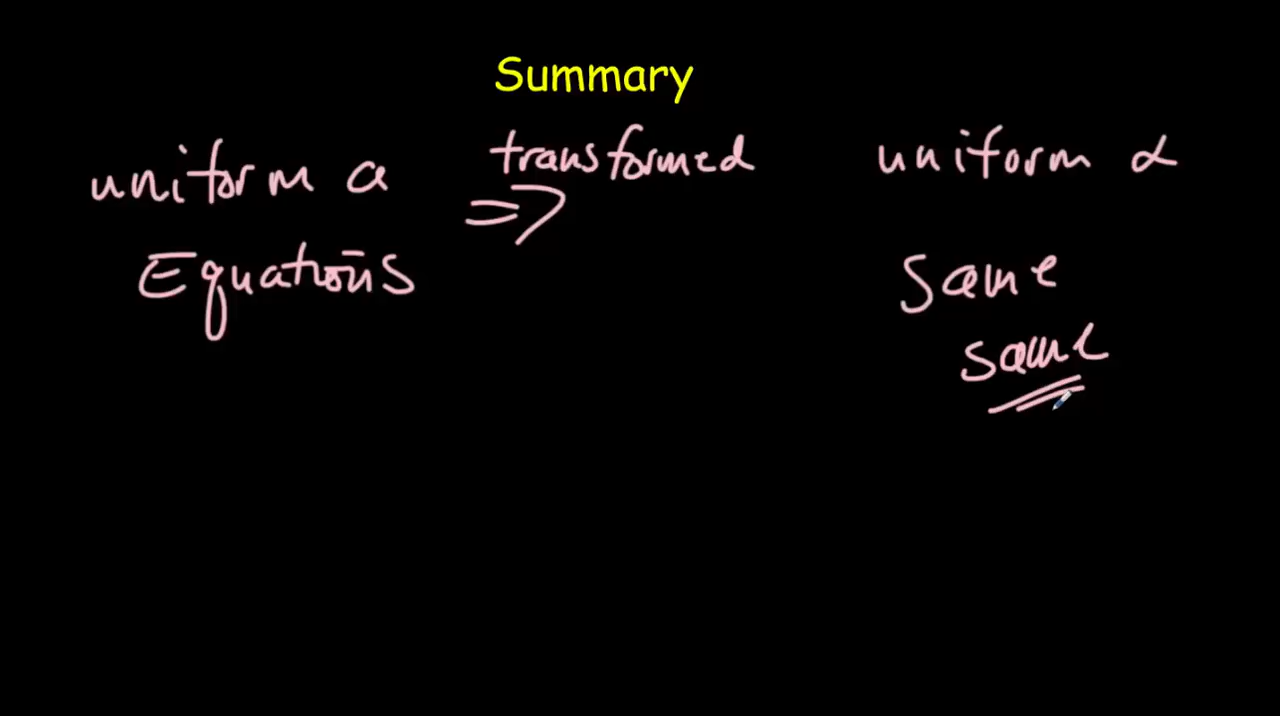 Summary
uniform a transformed uniform α
⇒
Equations same
same